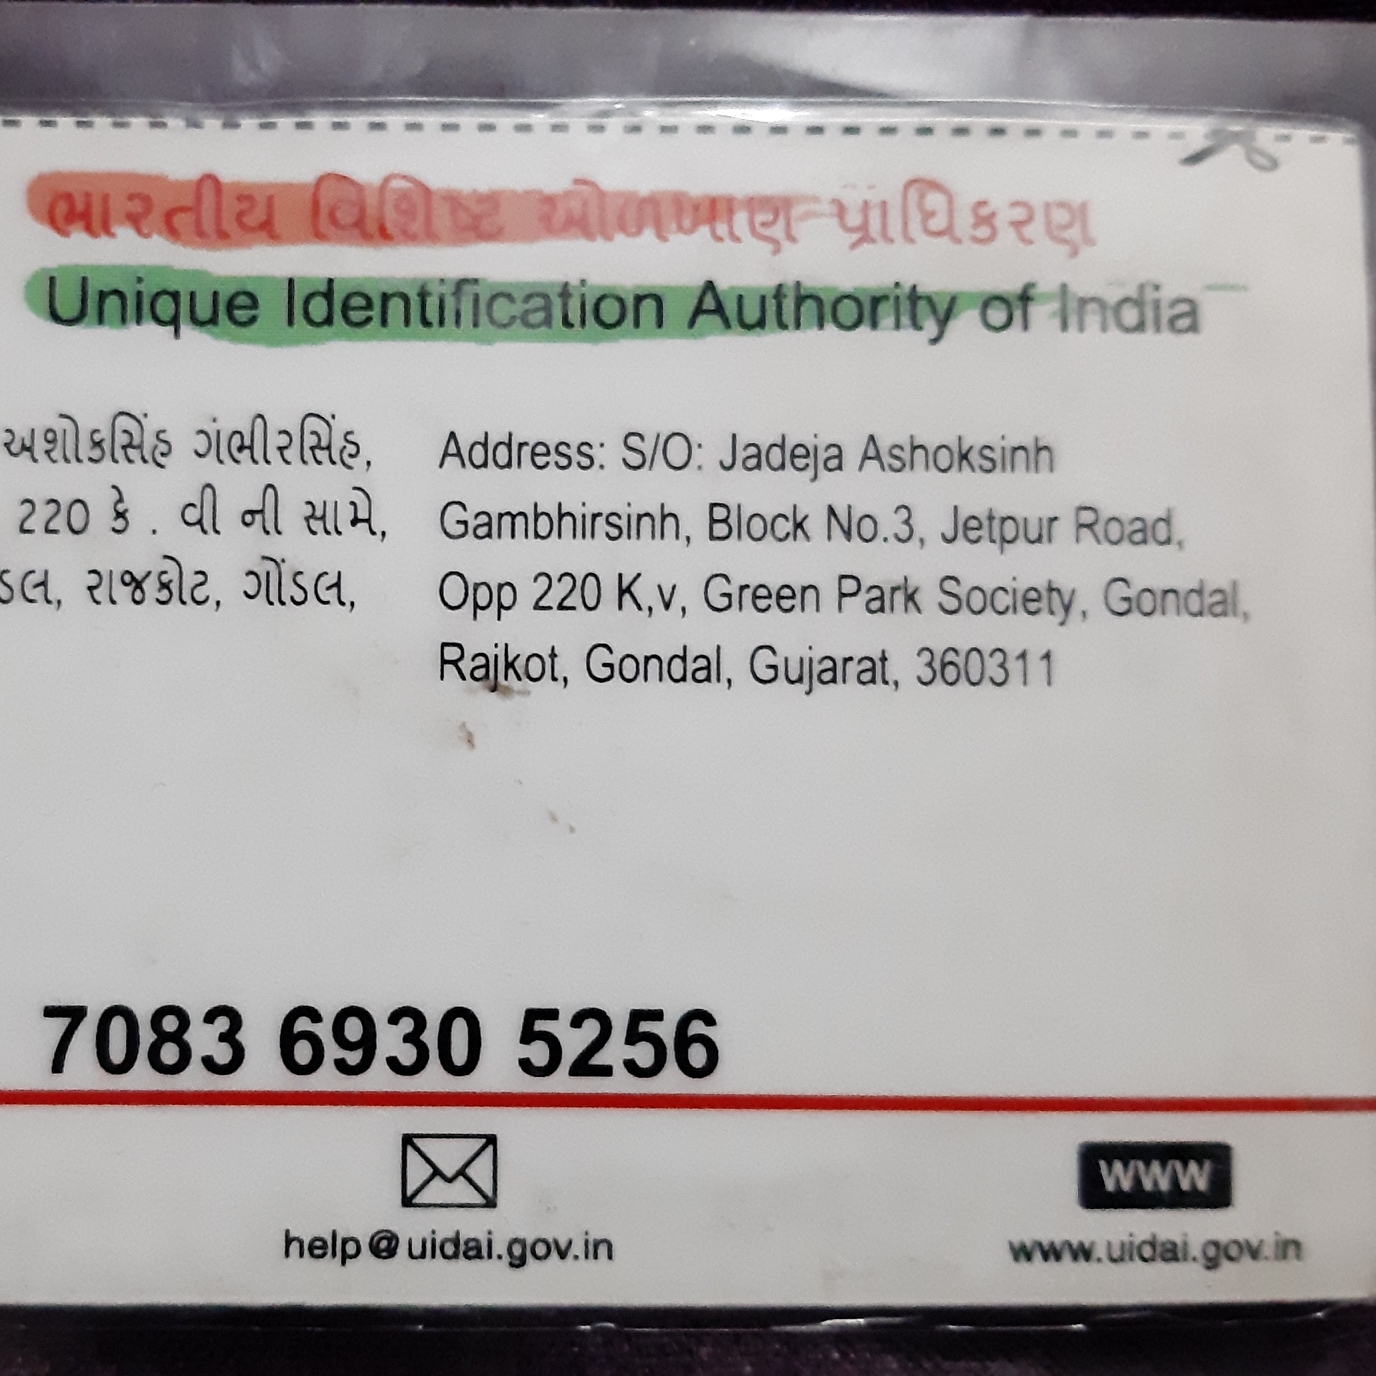 ભારતીય વિશિષ્ટ ઓળખાણ પ્રાધિકરણ
Unique Identification Authority of India
અશોકસિંહ ગંભીરસિંહ,
220 કે . વી ની સામે,
ડલ, રાજકોટ, ગોંડલ,
Address: S/O: Jadeja Ashoksinh
Gambhirsinh, Block No.3, Jetpur Road,
Opp 220 K,v, Green Park Society, Gondal,
Rajkot, Gondal, Gujarat, 360311
7083 6930 5256
help@uidai.gov.in
WWW
www.uidai.gov.in